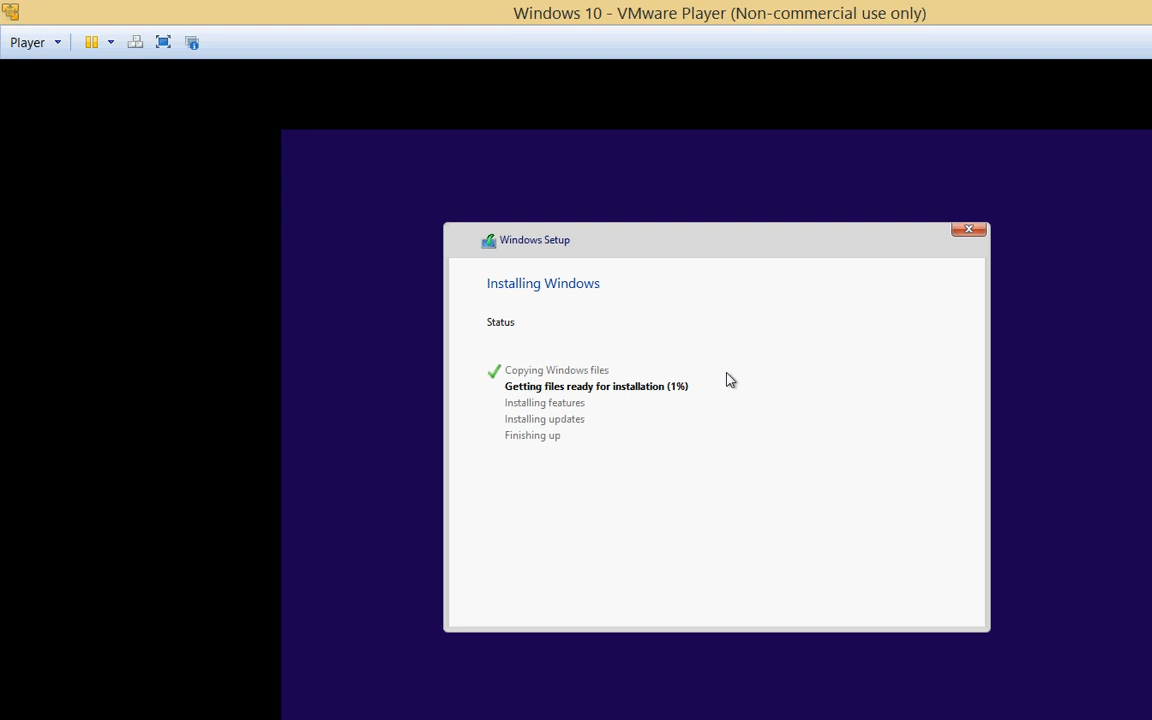 Windows 10 - VMware Player (Non-commercial use only)
Player
Windows Setup
Installing Windows
Status
Copying Windows files
Getting files ready for installation (1%)
Installing features
Installing updates
Finishing up